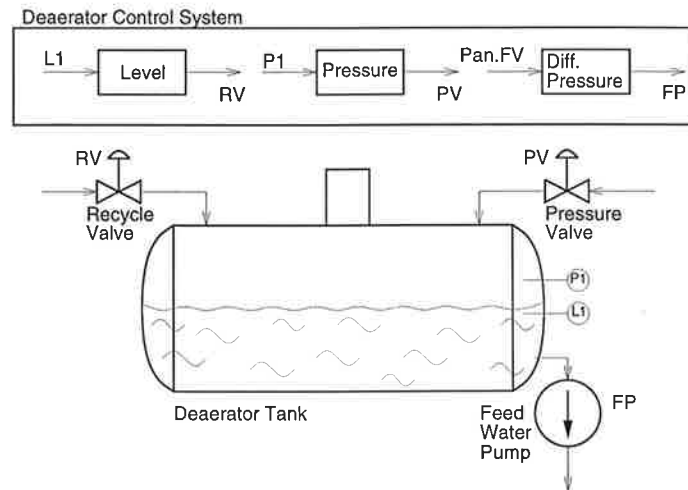 Deaerator Control System
L1
Level
RV
P1
Pressure
PV
Pan.FV
Diff.
Pressure
FP
RV
Recycle
Valve
PV
Pressure
Valve
P1
L1
Deaerator Tank
Feed
Water
Pump
FP